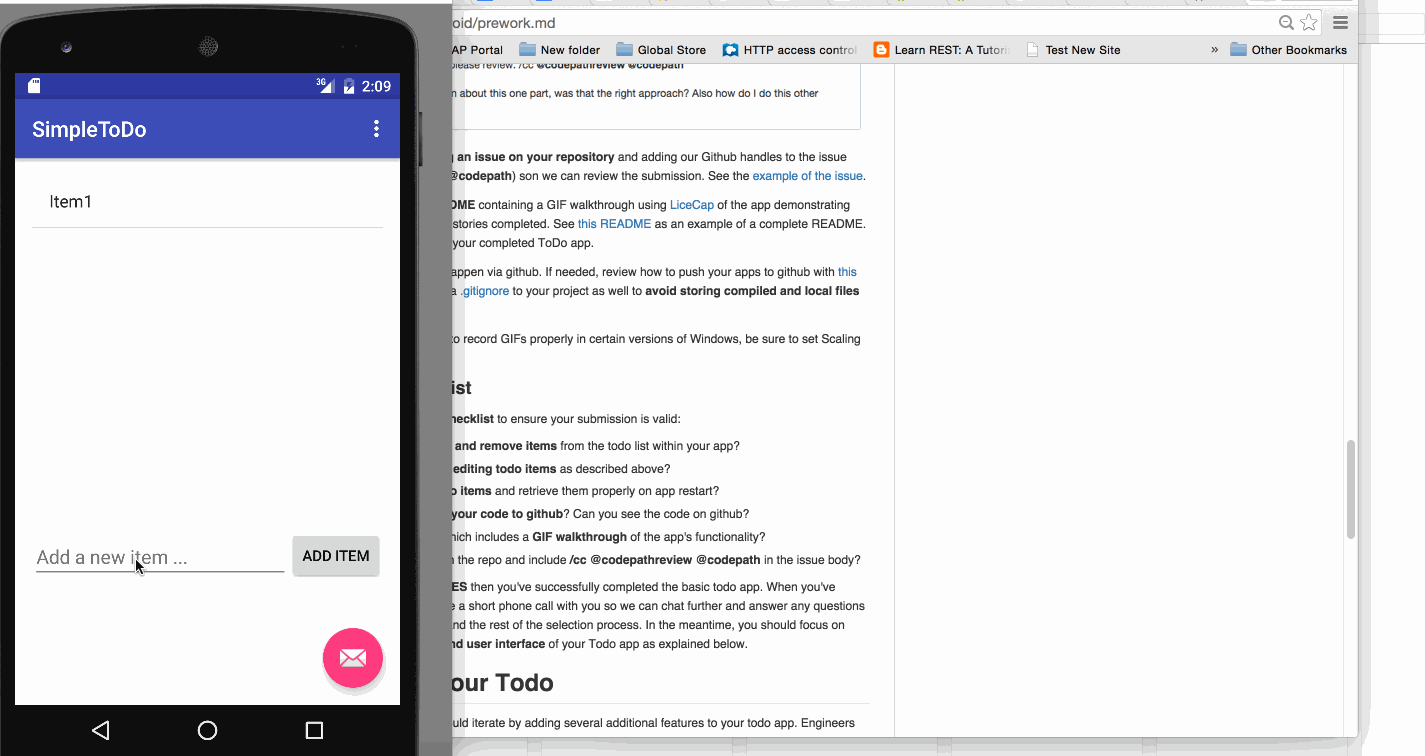 3G 2:09
SimpleToDo
Item1
Add a new item ...
ADD ITEM
oid/prework.md
AP Portal New folder Global Store HTTP access control Learn REST: A Tutori Test New Site » Other Bookmarks
please review. /cc @codepathreview @codepath
n about this one part, was that the right approach? Also how do I do this other
g an issue on your repository and adding our Github handles to the issue
@codepath) son we can review the submission. See the example of the issue.
DME containing a GIF walkthrough using LiceCap of the app demonstrating
stories completed. See this README as an example of a complete README.
your completed ToDo app.
appen via github. If needed, review how to push your apps to github with this
a .gitignore to your project as well to avoid storing compiled and local files
to record GIFs properly in certain versions of Windows, be sure to set Scaling
ist
hecklist to ensure your submission is valid:
and remove items from the todo list within your app?
editing todo items as described above?
o items and retrieve them properly on app restart?
your code to github? Can you see the code on github?
hich includes a GIF walkthrough of the app's functionality?
n the repo and include /cc @codepathreview @codepath in the issue body?
ES then you've successfully completed the basic todo app. When you've
e a short phone call with you so we can chat further and answer any questions
and the rest of the selection process. In the meantime, you should focus on
nd user interface of your Todo app as explained below.
our Todo
uld iterate by adding several additional features to your todo app. Engineers